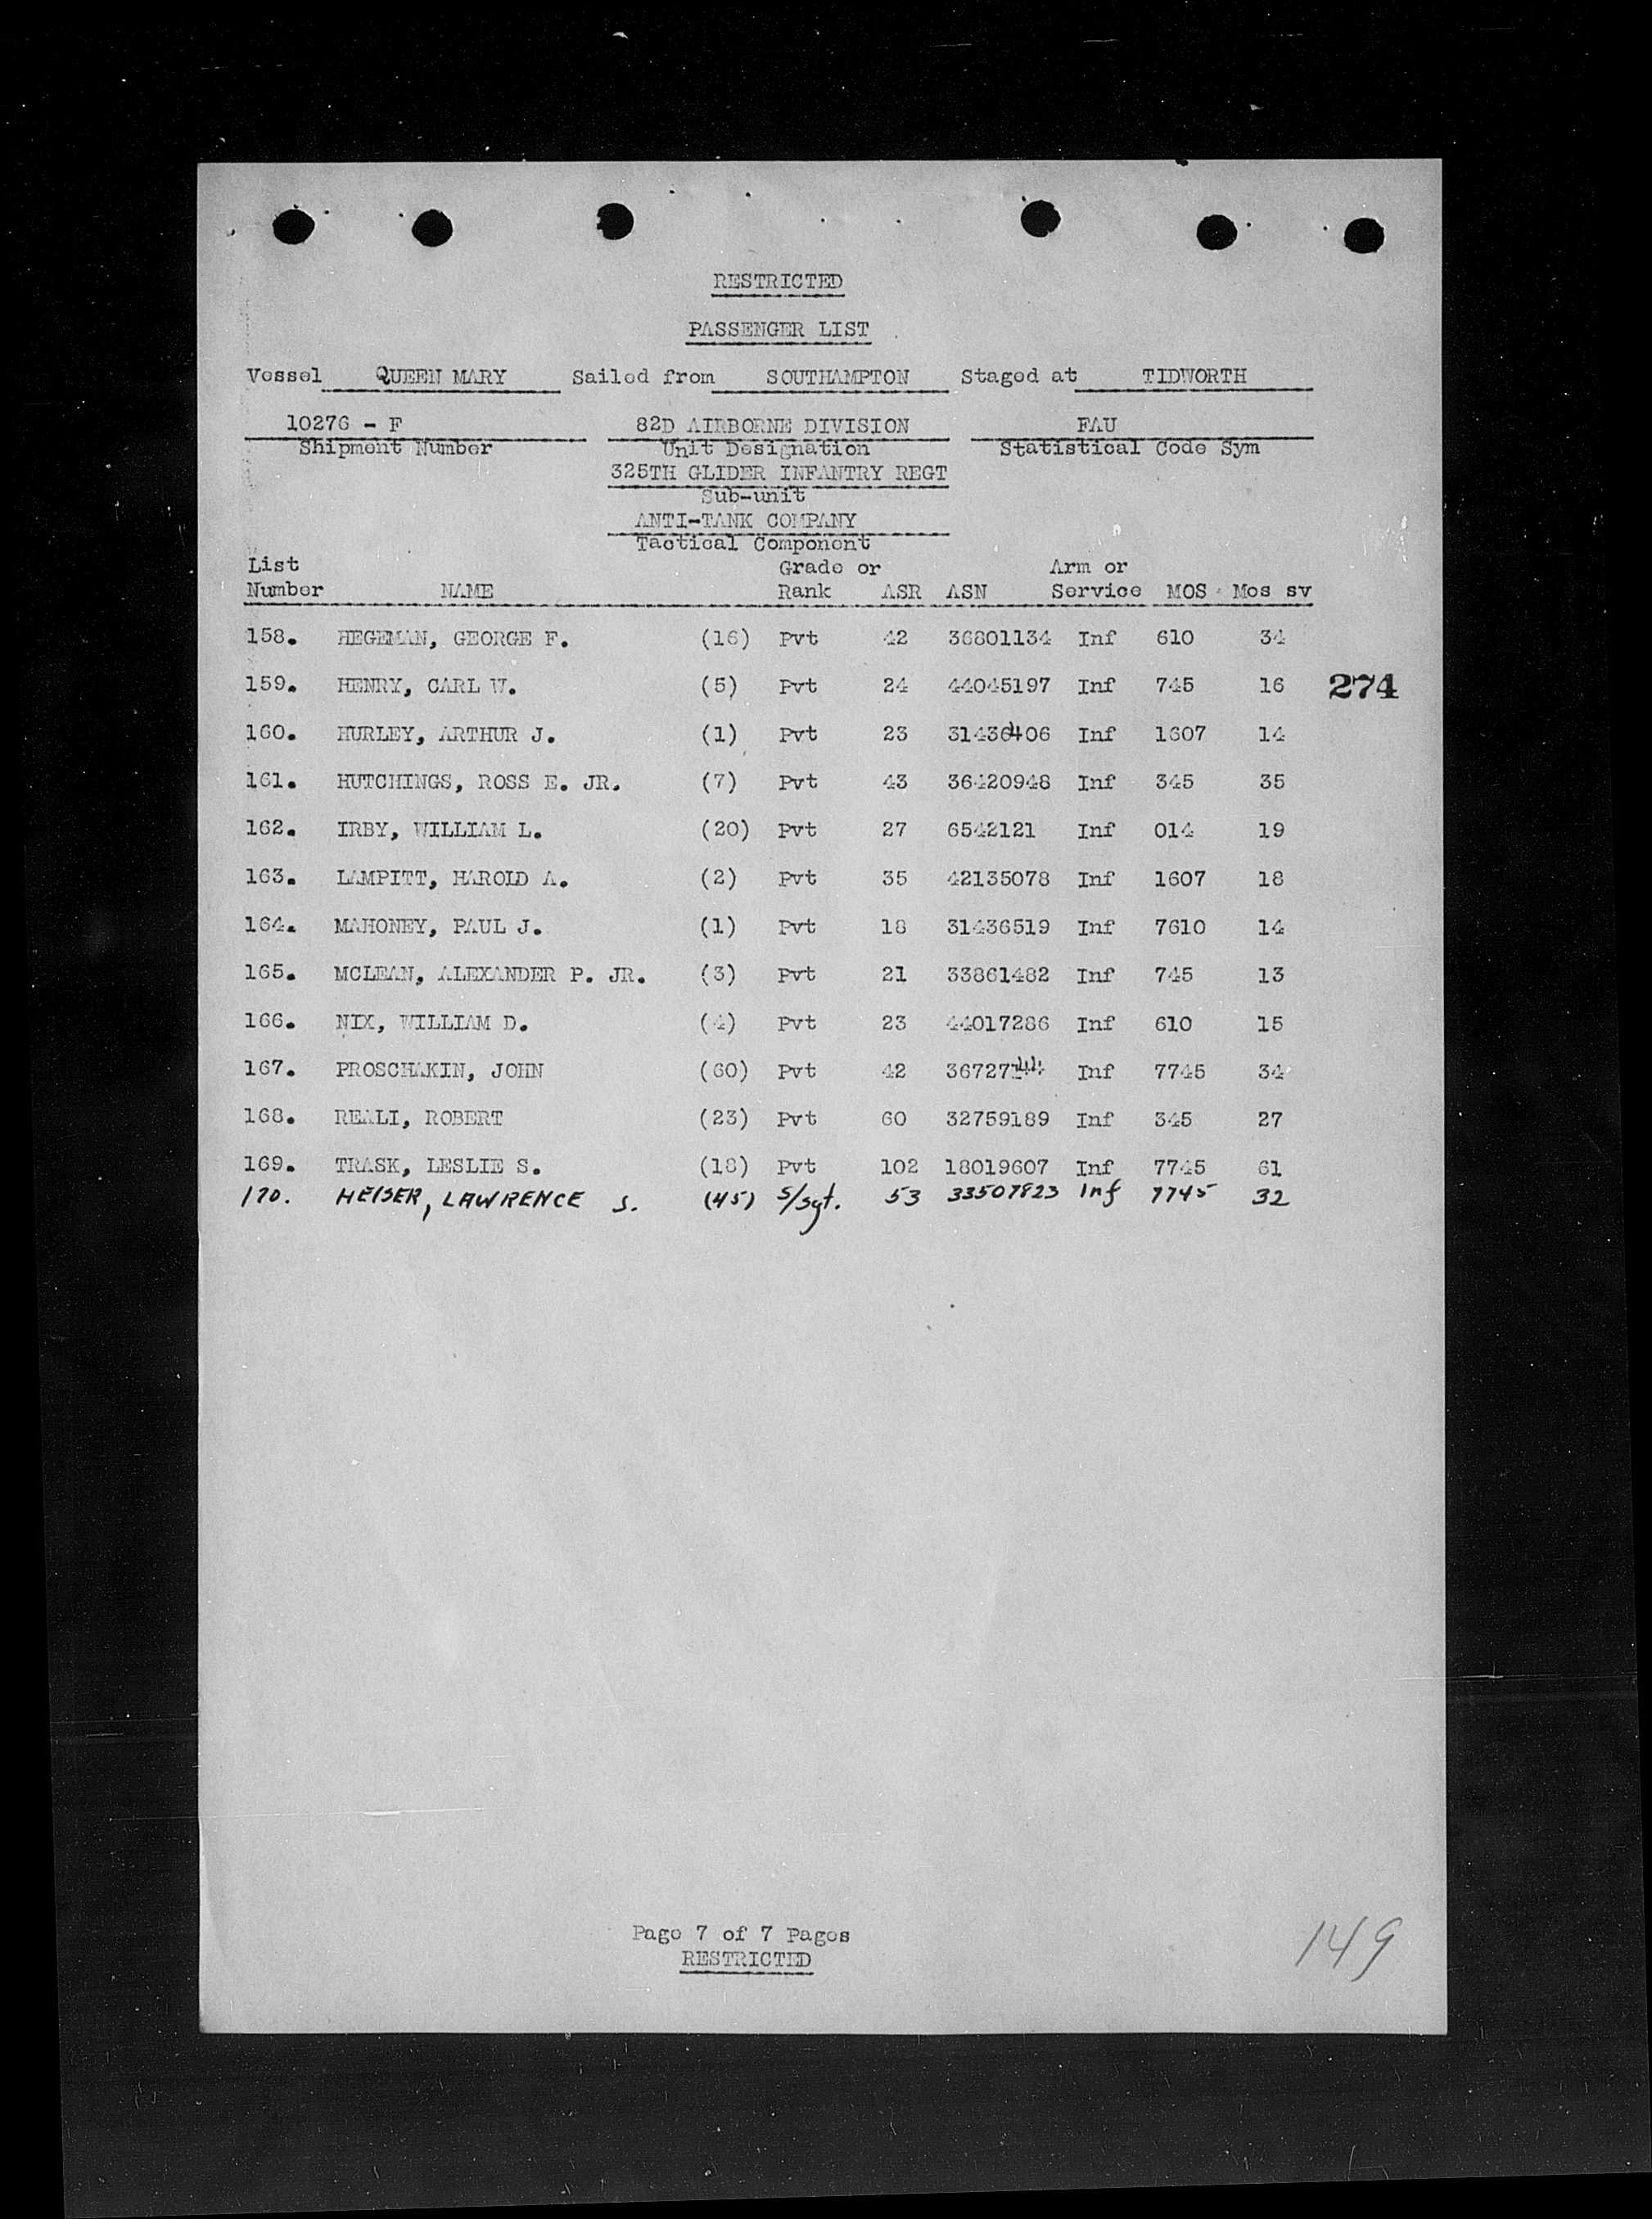 RESTRICTED
PASSENGER LIST
Vessel QUEEN MARY Sailed from SOUTHAMPTON Staged at TIDWORTH
10276 - F 82D AIRBORNE DIVISION FAU
Shipment Number Unit Designation Statistical Code Sym
325TH GLIDER INFANTRY REGT
Sub-unit
ANTI-TANK COMPANY
Tactical Component
List Grade or Arm or
Number NAME Rank ASR ASN Service MOS Mos sv
158. HEGEMAN, GEORGE F. (16) Pvt 42 36801134 Inf 610 34
159. HENRY, CARL W. (5) Pvt 24 44045197 Inf 745 16
274
160. HURLEY, ARTHUR J. (1) Pvt 23 31436406 Inf 1607 14
161. HUTCHINGS, ROSS E. JR. (7) Pvt 43 36420948 Inf 345 35
162. IRBY, WILLIAM L. (20) Pvt 27 6542121 Inf 014 19
163. LAMPITT, HAROLD A. (2) Pvt 35 42135078 Inf 1607 18
164. MAHONEY, PAUL J. (1) Pvt 18 31436519 Inf 7610 14
165. MCLEAN, ALEXANDER P. JR. (3) Pvt 21 33861482 Inf 745 13
166. NIX, WILLIAM D. (4) Pvt 23 44017286 Inf 610 15
167. PROSCHAKIN, JOHN (60) Pvt 42 Inf 7745 34
168. REALI, ROBERT (23) Pvt 60 32759189 Inf 345 27
169. TRASK, LESLIE S. (18) Pvt 102 18019607 Inf 7745 61
170. HEISER, LAWRENCE S. (45) S/Sgt. 53 33507823 Inf 7745 32
Page 7 of 7 Pages
RESTRICTED
149